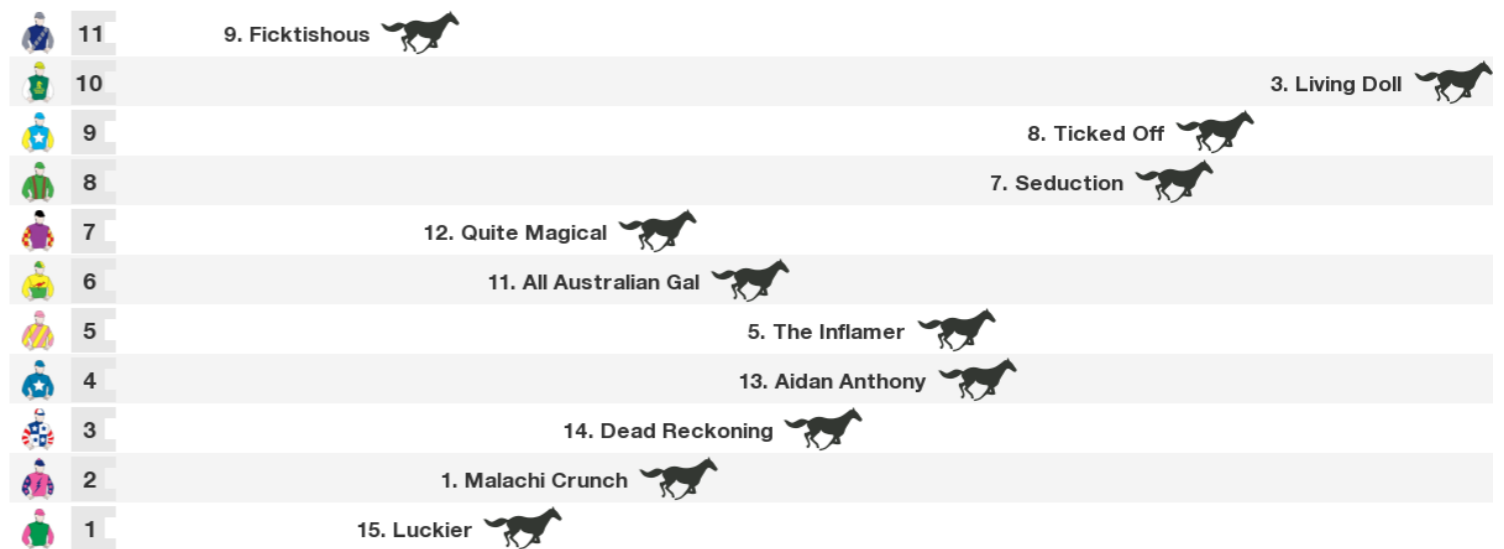 11 9. Ficktishous
10 3. Living Doll
9 8. Ticked Off
8 7. Seduction
7 12. Quite Magical
6 11. All Australian Gal
5 5. The Inflamer
4 13. Aidan Anthony
3 14. Dead Reckoning
2 1. Malachi Crunch
1 15. Luckier